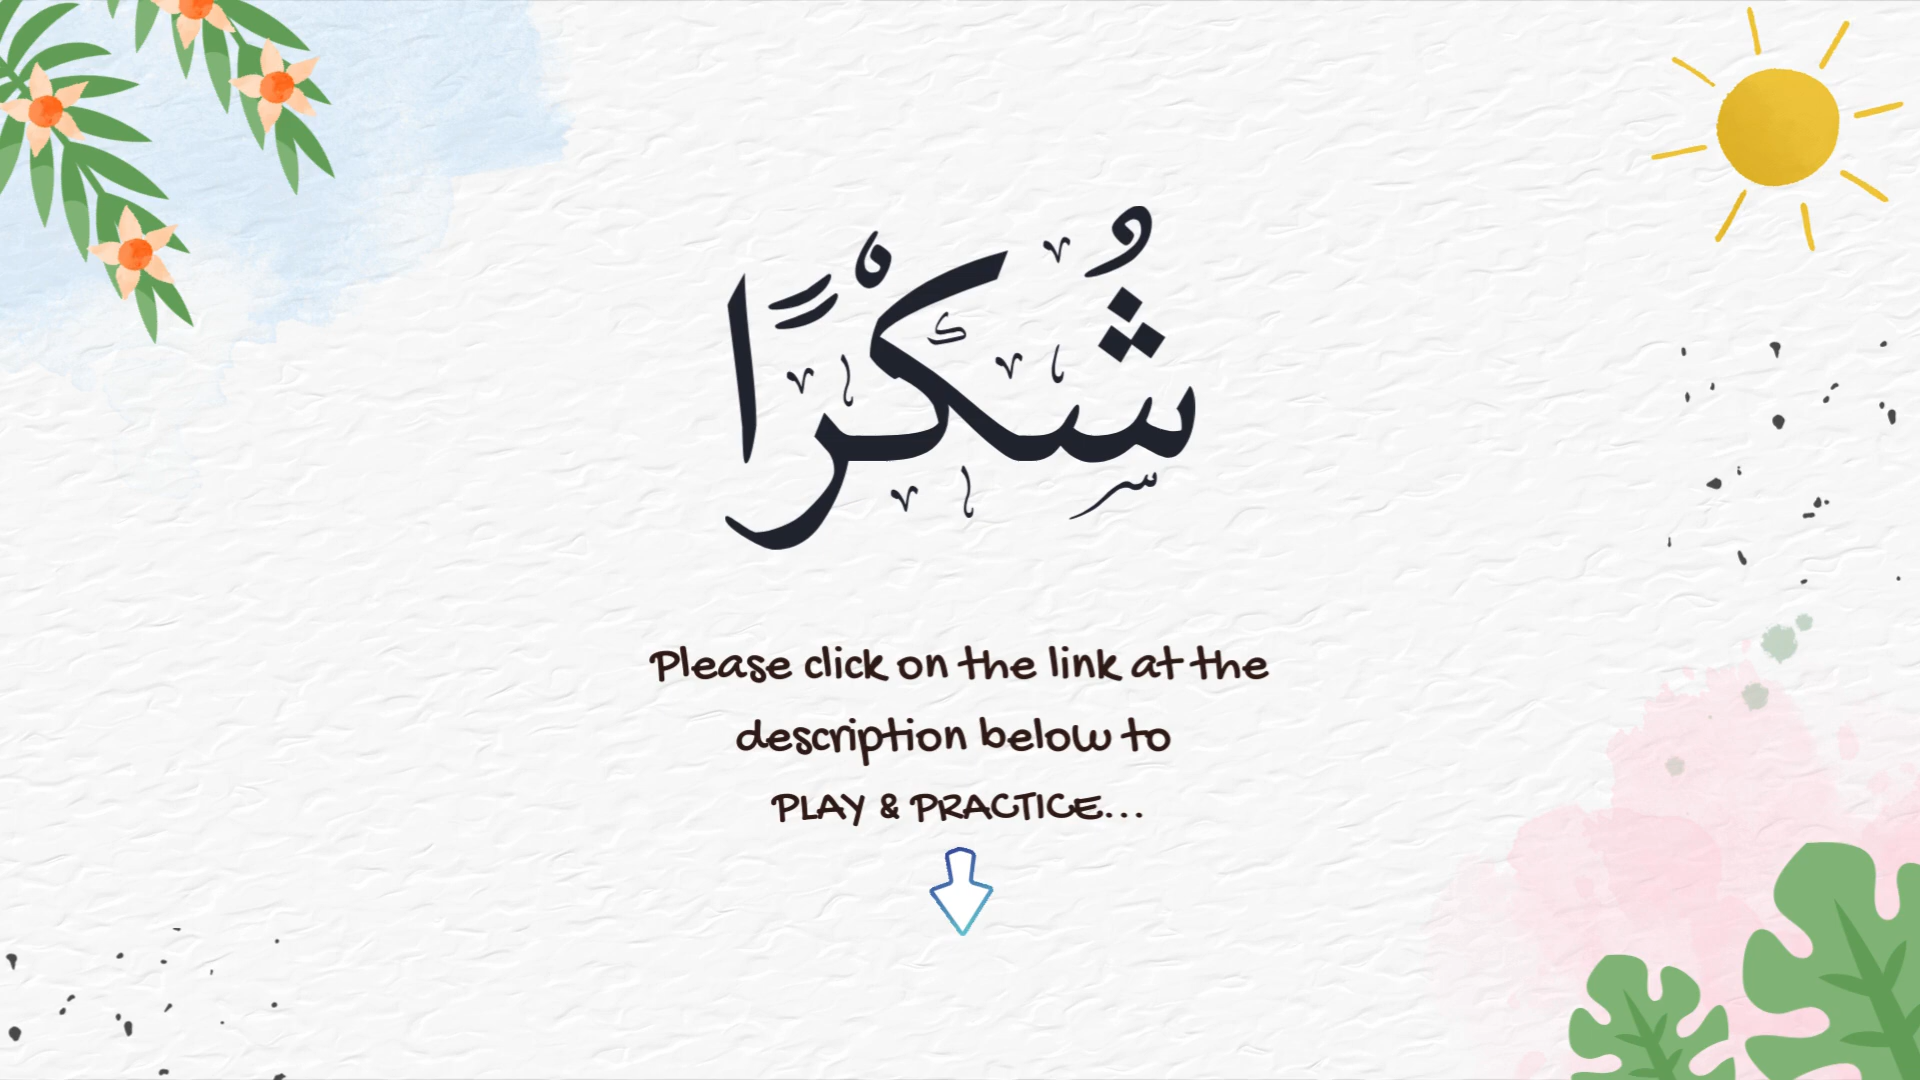 شُكْرًا
Please click on the link at the
description below to
PLAY & PRACTICE...